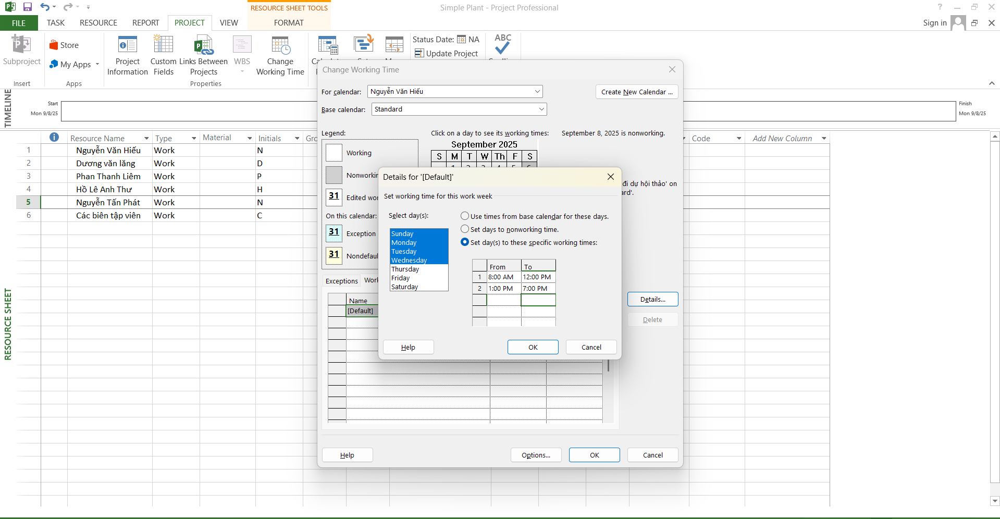 RESOURCE SHEET TOOLS
Simple Plant - Project Professional
?
FILE
TASK
RESOURCE
REPORT
PROJECT
VIEW
FORMAT
Sign in
Subproject
Store
My Apps
Project
Information
Custom
Fields
Links Between
Projects
WBS
Change
Working Time
Status Date:
NA
Update Project
ABC
Insert
Apps
Properties
TIMELINE
Start
Mon 9/8/25
Finish
Mon 9/8/25
RESOURCE SHEET
Resource Name
Type
Material
Initials
Code
Add New Column
1 Nguyễn Văn Hiếu Work N
2 Dương văn lăng Work D
3 Phan Thanh Liêm Work P
4 Hồ Lê Anh Thư Work H
5 Nguyễn Tấn Phát Work N
6 Các biên tập viên Work C
Change Working Time
For calendar:
Nguyễn Văn Hiếu
Create New Calendar ...
Base calendar:
Standard
Legend:
Working
Nonworkin
31
Edited wor
On this calendar:
31
Exception
31
Nondefaul
Click on a day to see its working times:
September 2025
S M T W Th F S
September 8, 2025 is nonworking.
đi dự hội thảo' on
ard'.
Exceptions
Work
Name
[Default]
Details...
Delete
Help
Options...
OK
Cancel
Details for '[Default]'
Set working time for this work week
Select day(s):
Sunday
Monday
Tuesday
Wednesday
Thursday
Friday
Saturday
Use times from base calendar for these days.
Set days to nonworking time.
Set day(s) to these specific working times:
From To
1 8:00 AM 12:00 PM
2 1:00 PM 7:00 PM
Help
OK
Cancel